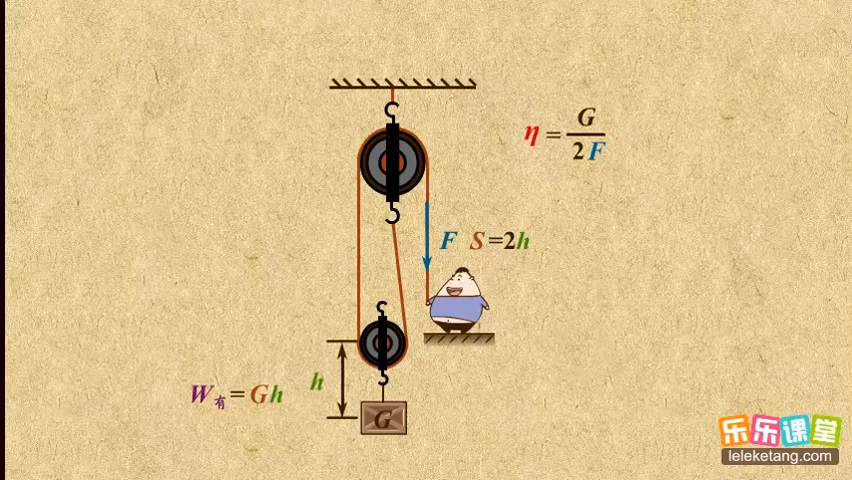 η = G / 2F
F S=2h
W有 = Gh
h
G
乐乐课堂
leleketang.com